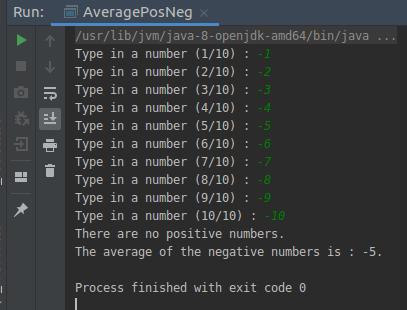 Run: AveragePosNeg ×
/usr/lib/jvm/java-8-openjdk-amd64/bin/java ...
Type in a number (1/10) : -1
Type in a number (2/10) : -2
Type in a number (3/10) : -3
Type in a number (4/10) : -4
Type in a number (5/10) : -5
Type in a number (6/10) : -6
Type in a number (7/10) : -7
Type in a number (8/10) : -8
Type in a number (9/10) : -9
Type in a number (10/10) : -10
There are no positive numbers.
The average of the negative numbers is : -5.
Process finished with exit code 0